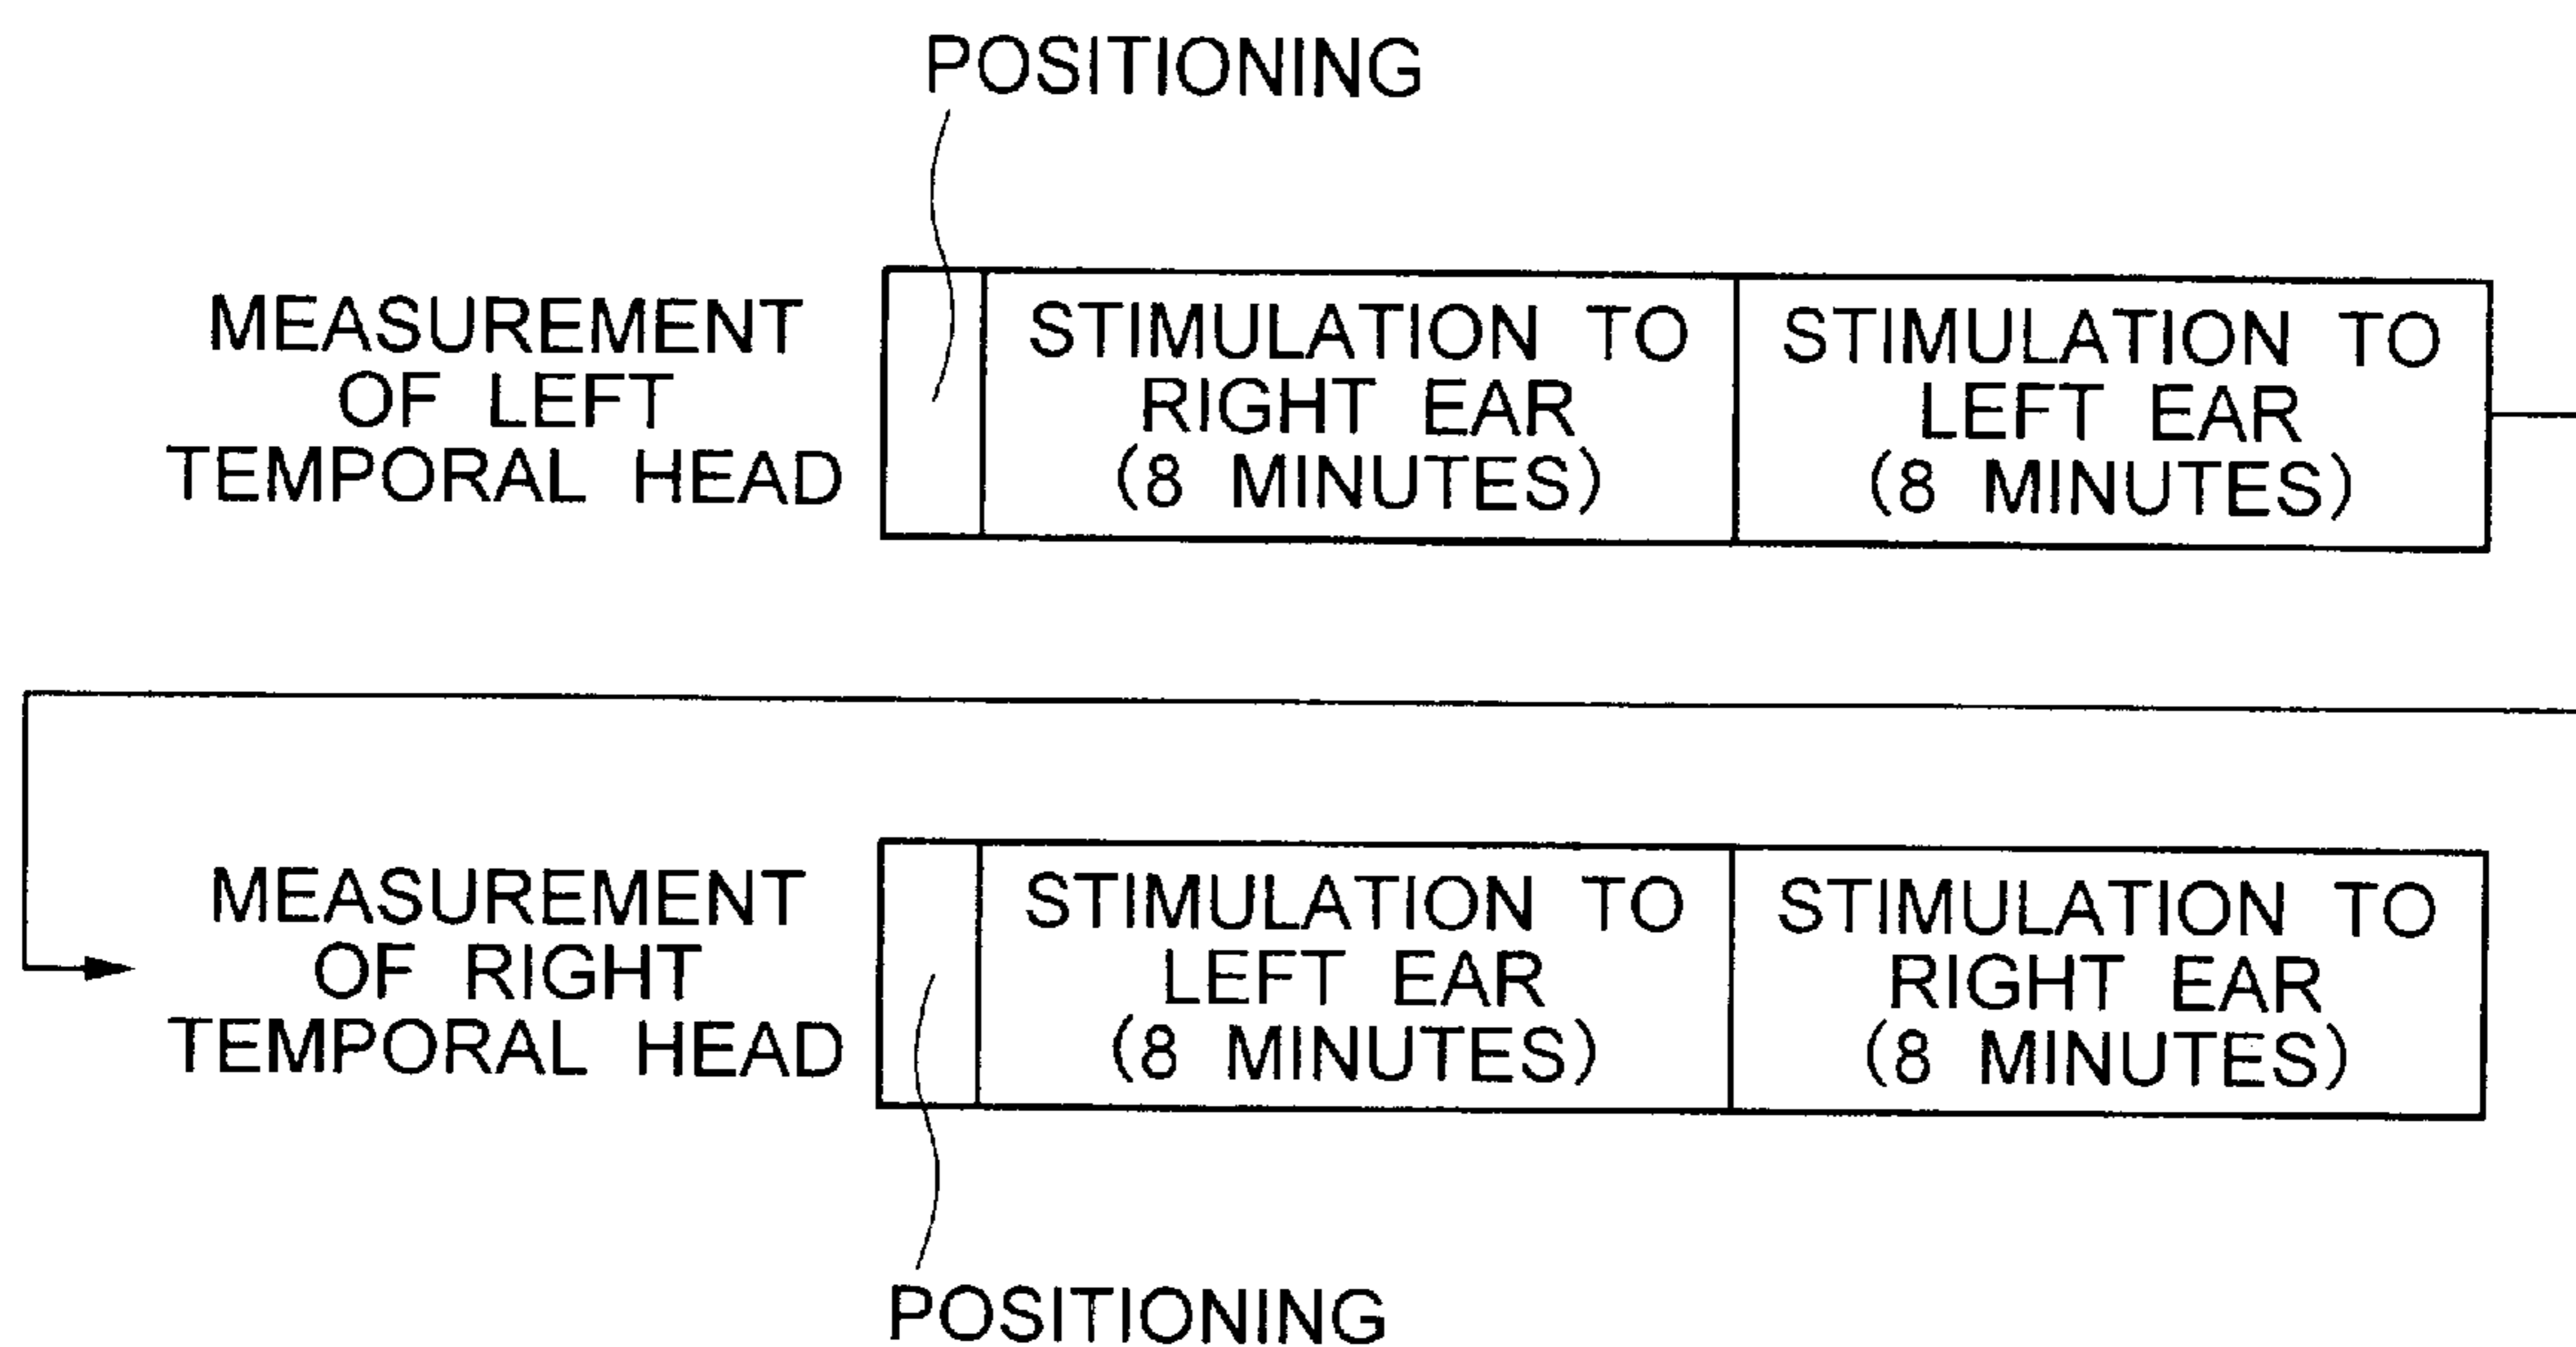 POSITIONING
MEASUREMENT
OF LEFT
TEMPORAL HEAD
STIMULATION TO
RIGHT EAR
(8 MINUTES)
STIMULATION TO
LEFT EAR
(8 MINUTES)
MEASUREMENT
OF RIGHT
TEMPORAL HEAD
STIMULATION TO
LEFT EAR
(8 MINUTES)
STIMULATION TO
RIGHT EAR
(8 MINUTES)
POSITIONING